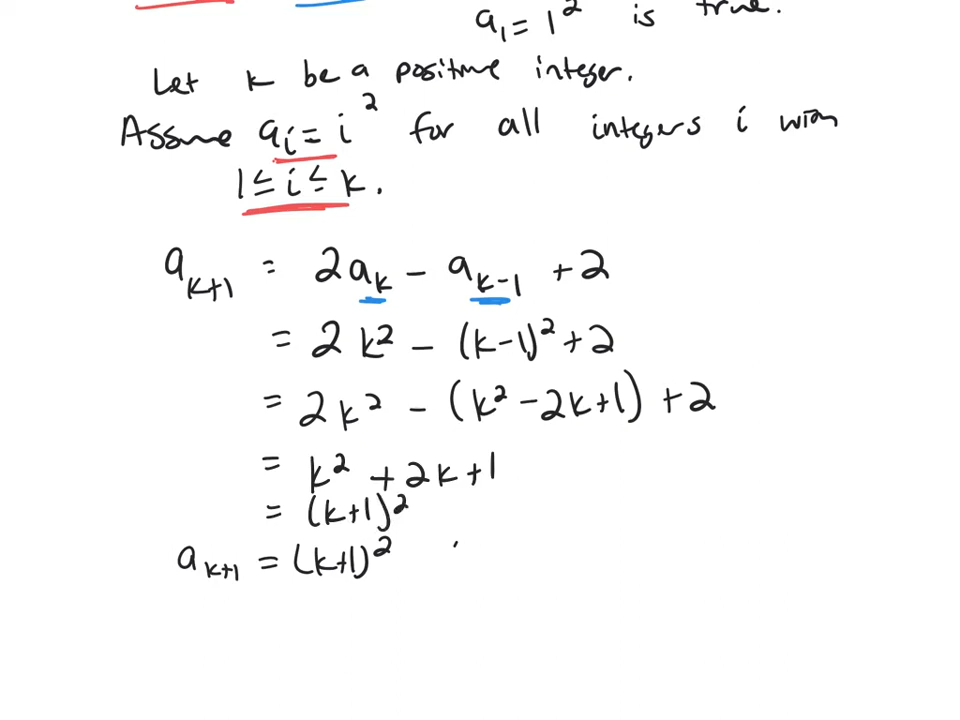 a₁ = 1² is true.
Let k be a positive integer.
Assume aᵢ = i² for all integers i with
1 ≤ i ≤ k.
aₖ₊₁ = 2aₖ - aₖ₋₁ + 2
= 2k² - (k-1)² + 2
= 2k² - (k² - 2k+1) + 2
= k² + 2k+1
= (k+1)²
aₖ₊₁ = (k+1)²